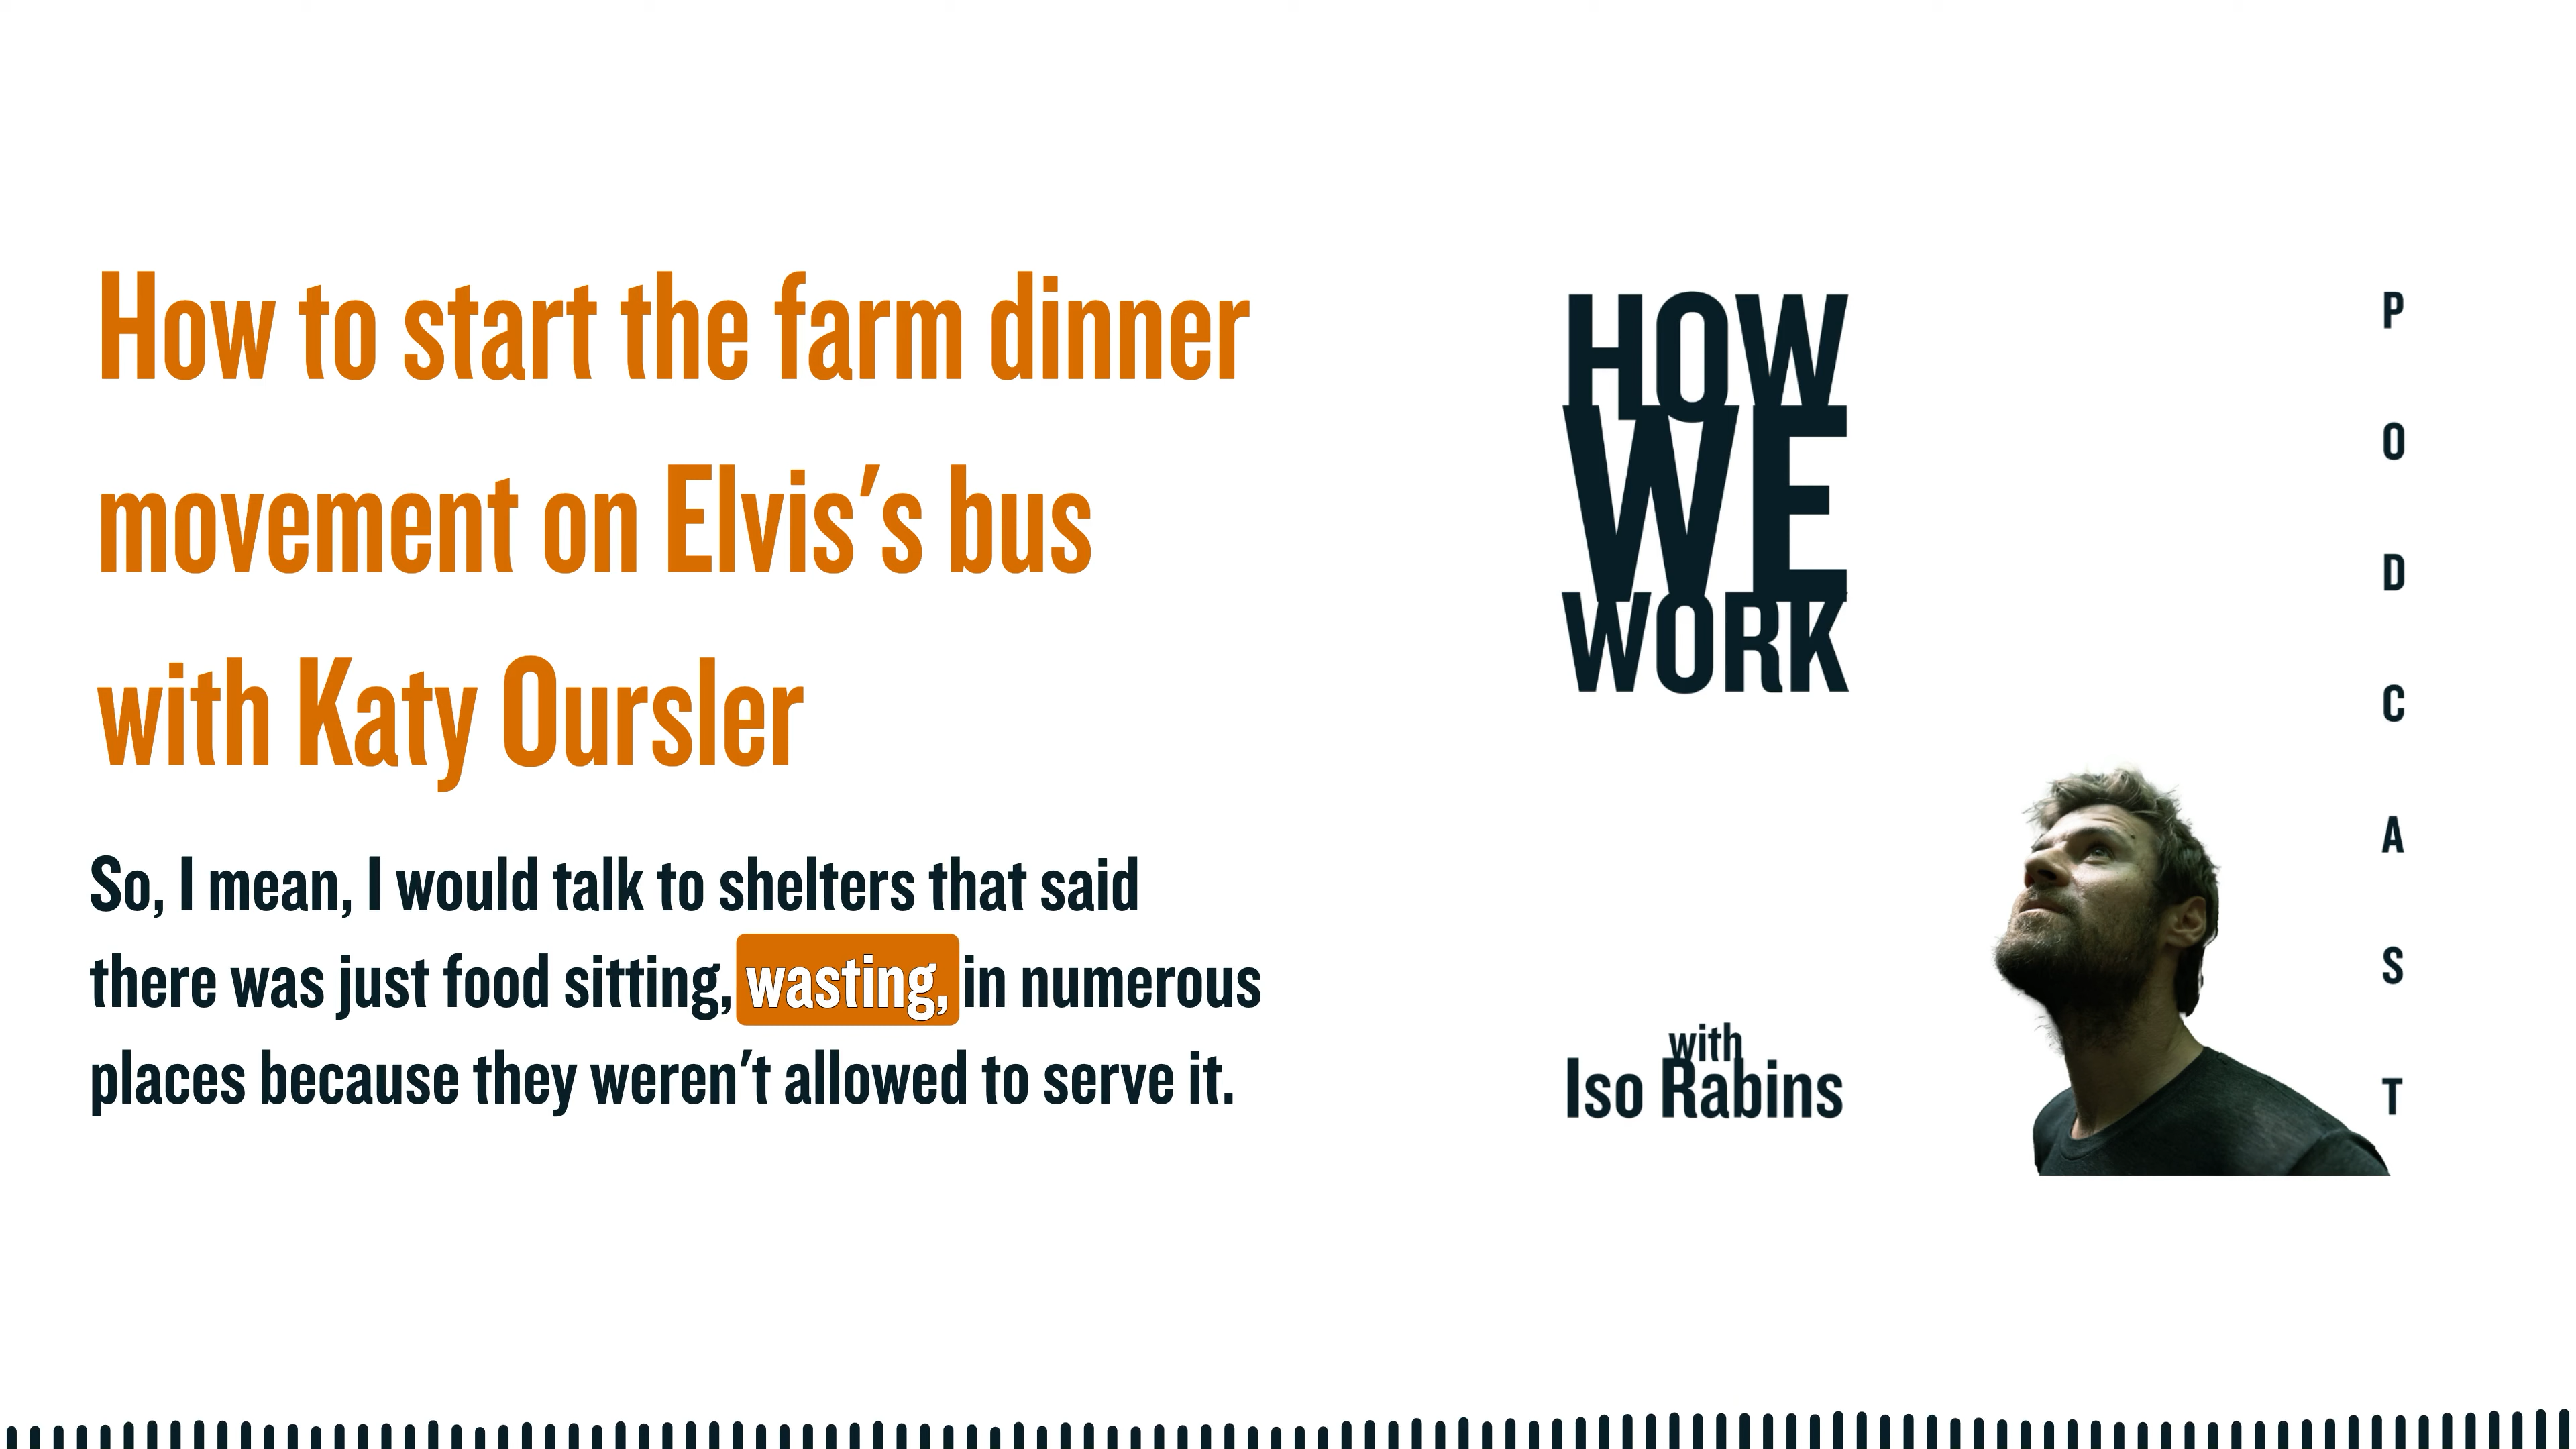 How to start the farm dinner
movement on Elvis's bus
with Katy Oursler
So, I mean, I would talk to shelters that said
there was just food sitting, wasting, in numerous
places because they weren't allowed to serve it.
HOW
WE
WORK
with
Iso Rabins
PODCAST